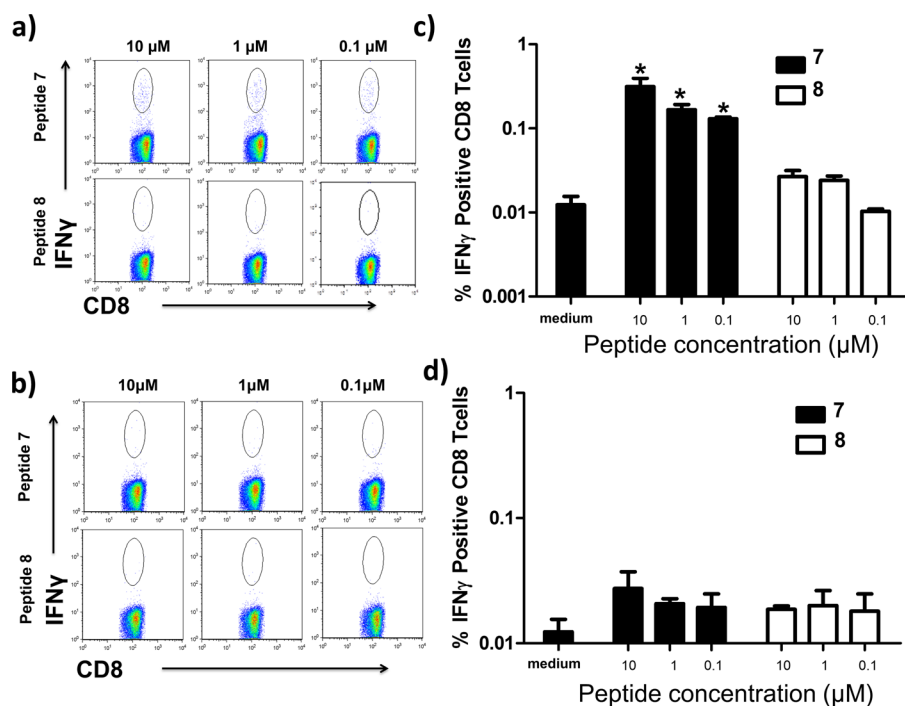 a)
10 μM 1 μM 0.1 μM
Peptide 7
Peptide 8
IFNγ
CD8
b)
10μM 1μM 0.1μM
Peptide 7
Peptide 8
IFNγ
CD8
c)
% IFNγ Positive CD8 Tcells
1
0.1
0.01
0.001
7
8
* * *
medium 10 1 0.1 10 1 0.1
Peptide concentration (μM)
d)
% IFNγ Positive CD8 Tcells
1
0.1
0.01
7
8
medium 10 1 0.1 10 1 0.1
Peptide concentration (μM)